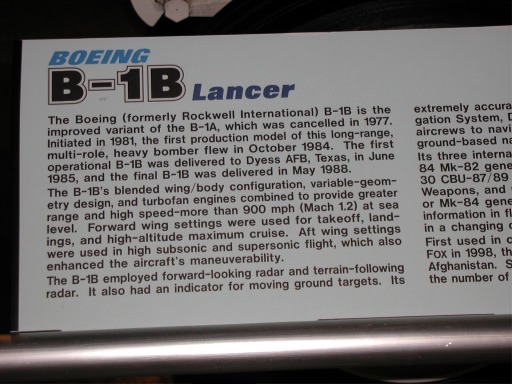 BOEING
B-1B Lancer
The Boeing (formerly Rockwell International) B-1B is the
improved variant of the B-1A, which was cancelled in 1977.
Initiated in 1981, the first production model of this long-range,
multi-role, heavy bomber flew in October 1984. The first
operational B-1B was delivered to Dyess AFB, Texas, in June
1985, and the final B-1B was delivered in May 1988.
The B-1B's blended wing/body configuration, variable-geom-
etry design, and turbofan engines combined to provide greater
range and high speed-more than 900 mph (Mach 1.2) at sea
level. Forward wing settings were used for takeoff, land-
ings, and high-altitude maximum cruise. Aft wing settings
were used in high subsonic and supersonic flight, which also
enhanced the aircraft's maneuverability.
The B-1B employed forward-looking radar and terrain-following
radar. It also had an indicator for moving ground targets. Its
extremely accura
gation System, D
aircrews to navi
ground-based na
Its three interna
84 Mk-82 gene
30 CBU-87/89
Weapons, and
or Mk-84 gene
information in fl
in a changing c
First used in c
FOX in 1998, th
Afghanistan. S
the number of